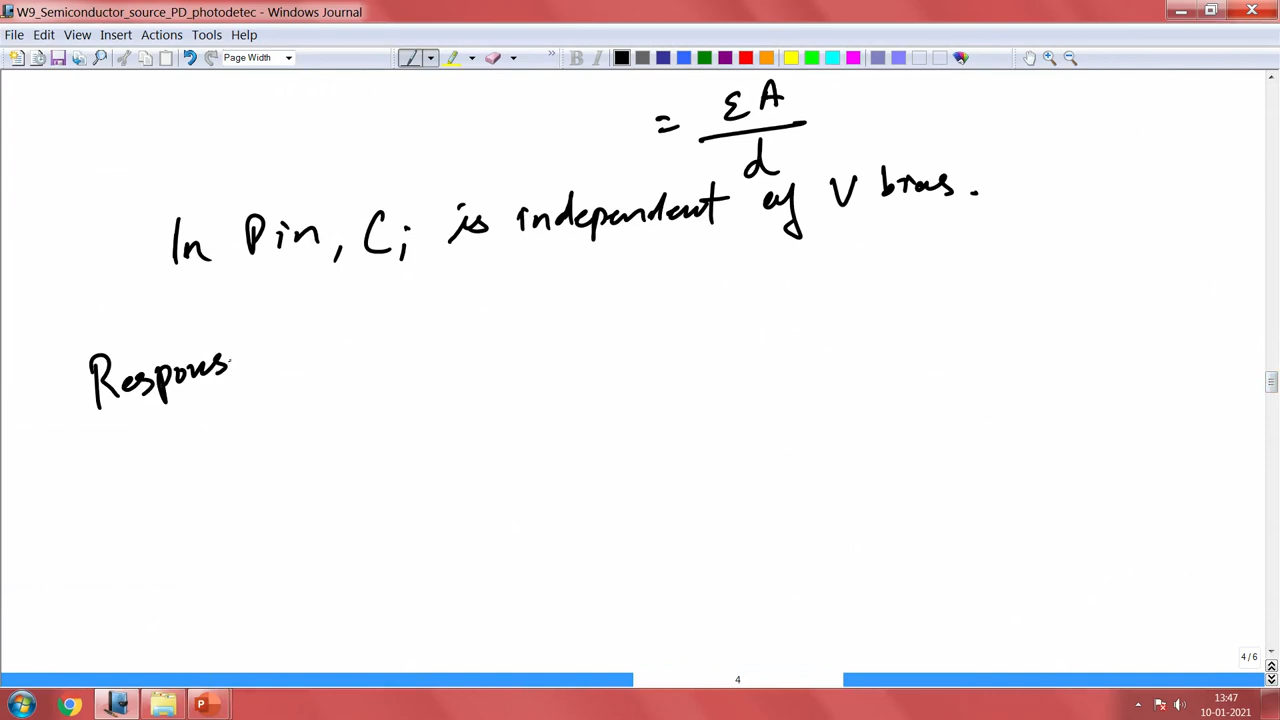 W9_Semiconductor_source_PD_photodetec - Windows Journal
File Edit View Insert Actions Tools Help
Page Width
= εA
d
In Pin, Cj is independent of V bias.
Respons
4/6
4
13:47
10-01-2021